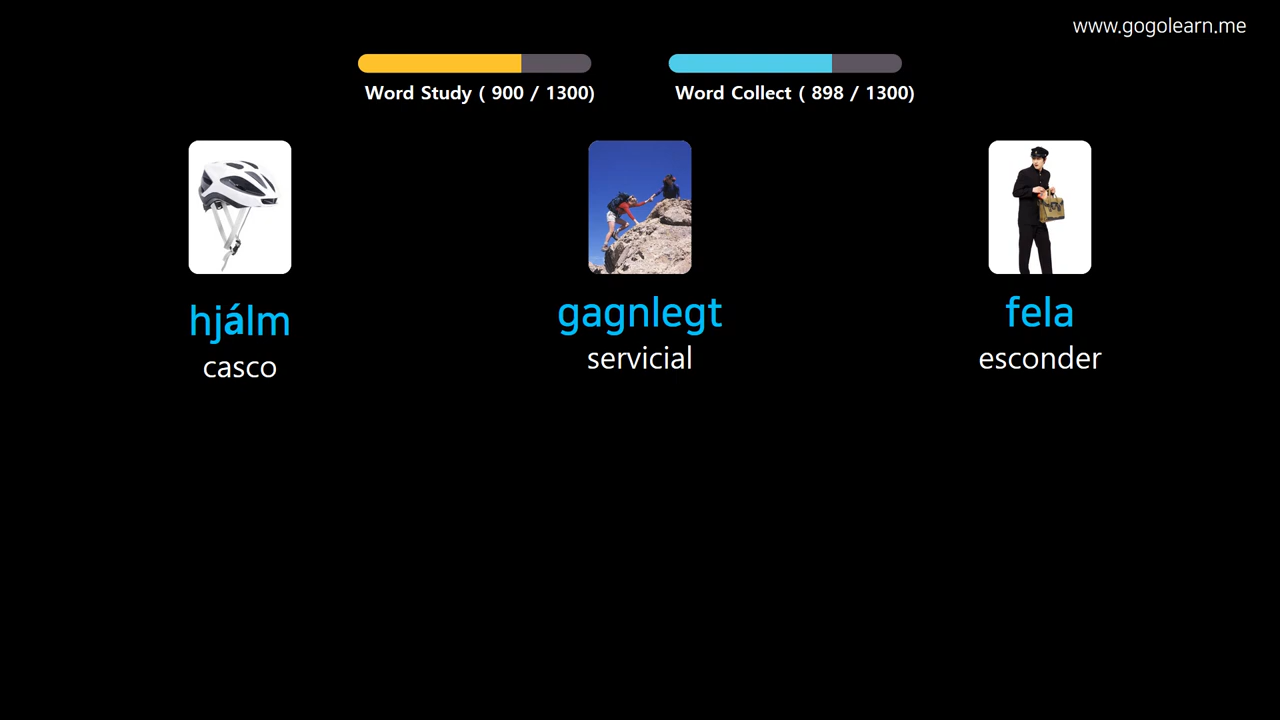 www.gogolearn.me
Word Study ( 900 / 1300)
Word Collect ( 898 / 1300)
hjálm
casco
gagnlegt
servicial
fela
esconder